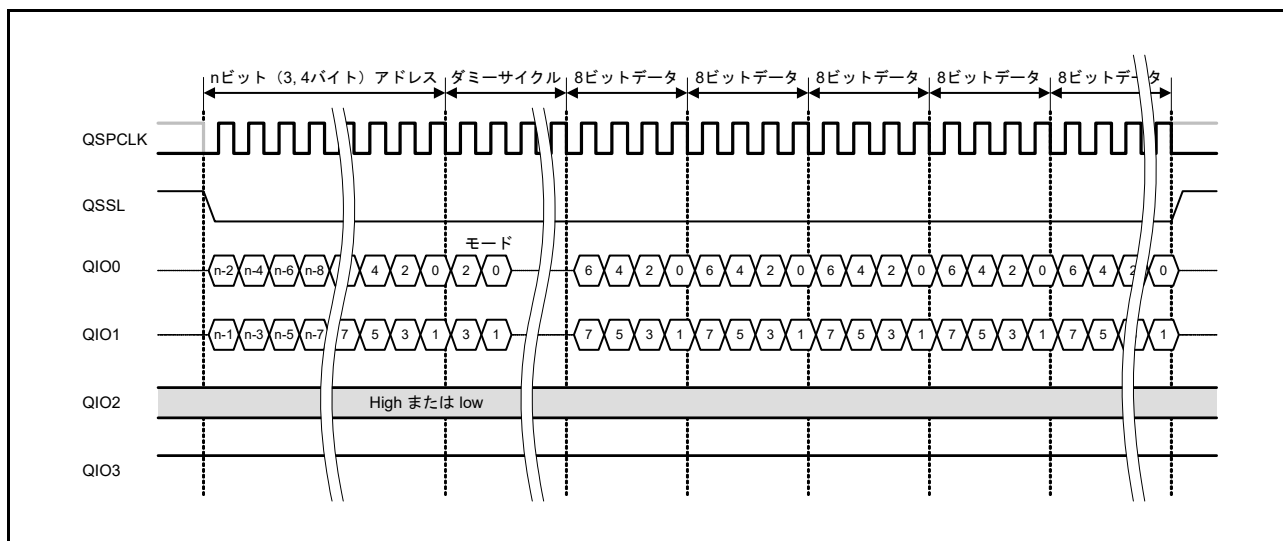 nビット（3, 4バイト）アドレス ダミーサイクル 8ビットデータ 8ビットデータ 8ビットデータ 8ビットデータ 8ビットデータ
QSPCLK
QSSL
モード
QIO0 n-2 n-4 n-6 n-8 4 2 0 2 0 6 4 2 0 6 4 2 0 6 4 2 0 6 4 2 0 6 4 2 0
QIO1 n-1 n-3 n-5 n-7 7 5 3 1 3 1 7 5 3 1 7 5 3 1 7 5 3 1 7 5 3 1 7 5 1
QIO2 High または low
QIO3